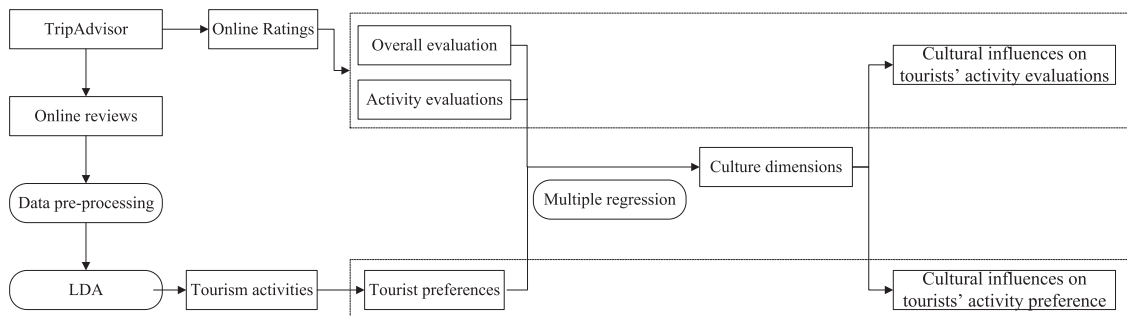 TripAdvisor
Online Ratings
Overall evaluation
Activity evaluations
Cultural influences on
tourists’ activity evaluations
Online reviews
Data pre-processing
Culture dimensions
Multiple regression
LDA
Tourism activities
Tourist preferences
Cultural influences on
tourists’ activity preference